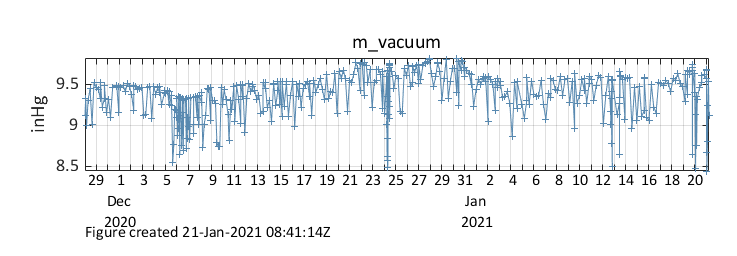 m_vacuum
inHg
9.5
9
8.5
29 1 3 5 7 9 11 13 15 17 19 21 23 25 27 29 31 2 4 6 8 10 12 14 16 18 20
Dec Jan
2020 2021
Figure created 21-Jan-2021 08:41:14Z